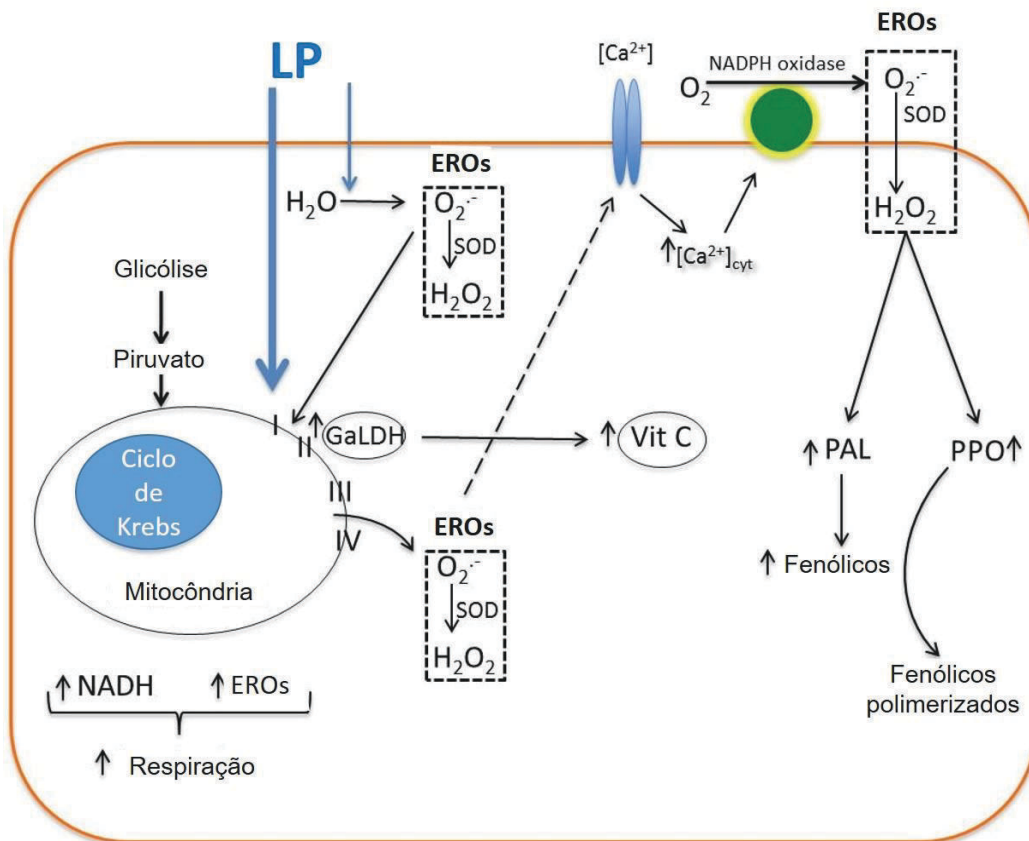 LP
[Ca²⁺]
EROs
NADPH oxidase
O₂
O₂·⁻
SOD
H₂O₂
EROs
H₂O
O₂·⁻
SOD
H₂O₂
↑[Ca²⁺]cyt
Glicólise
Piruvato
I
II
III
IV
↑
GaLDH
↑
Vit C
Ciclo
de
Krebs
Mitocôndria
EROs
O₂·⁻
SOD
H₂O₂
↑ PAL
PPO↑
↑ Fenólicos
Fenólicos
polimerizados
↑ NADH
↑ EROs
↑ Respiração